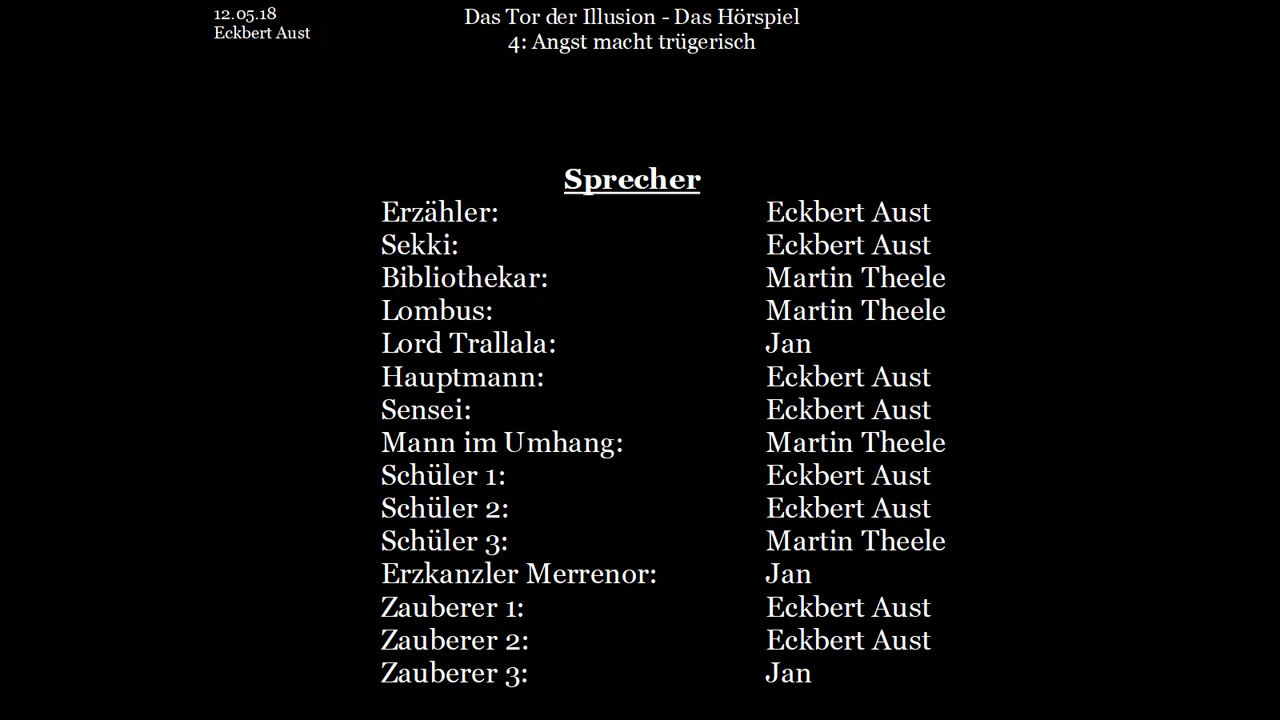 12.05.18
Eckbert Aust
Das Tor der Illusion - Das Hörspiel
4: Angst macht trügerisch
Sprecher
Erzähler: Eckbert Aust
Sekki: Eckbert Aust
Bibliothekar: Martin Theele
Lombus: Martin Theele
Lord Trallala: Jan
Hauptmann: Eckbert Aust
Sensei: Eckbert Aust
Mann im Umhang: Martin Theele
Schüler 1: Eckbert Aust
Schüler 2: Eckbert Aust
Schüler 3: Martin Theele
Erzkanzler Merrenor: Jan
Zauberer 1: Eckbert Aust
Zauberer 2: Eckbert Aust
Zauberer 3: Jan